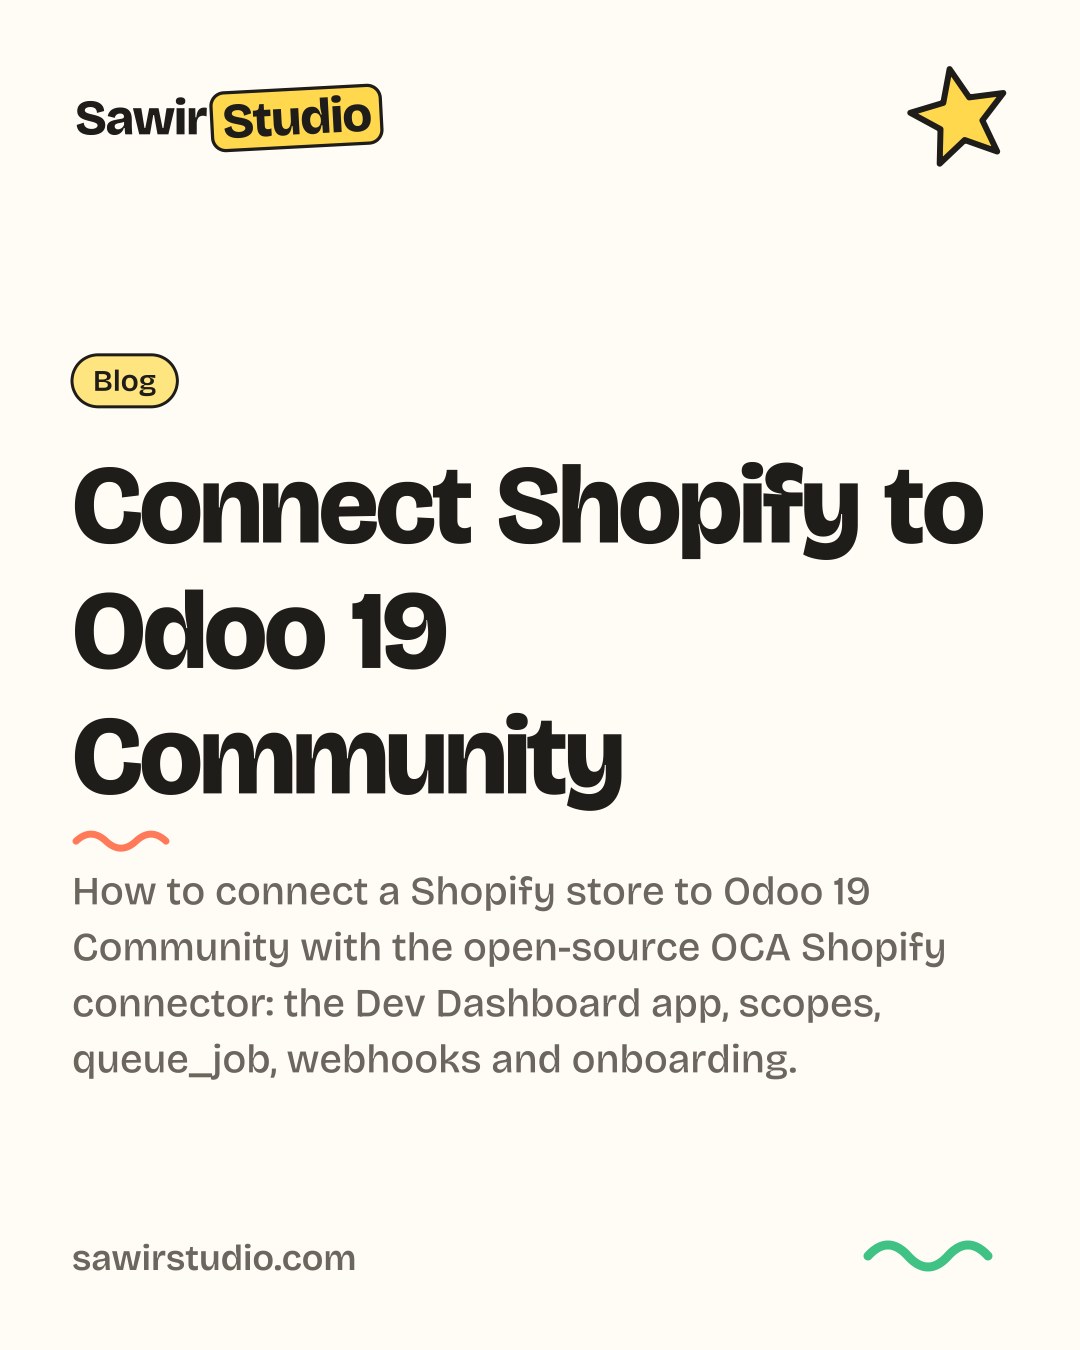 Sawir Studio
Blog
Connect Shopify to
Odoo 19
Community
How to connect a Shopify store to Odoo 19
Community with the open-source OCA Shopify
connector: the Dev Dashboard app, scopes,
queue_job, webhooks and onboarding.
sawirstudio.com